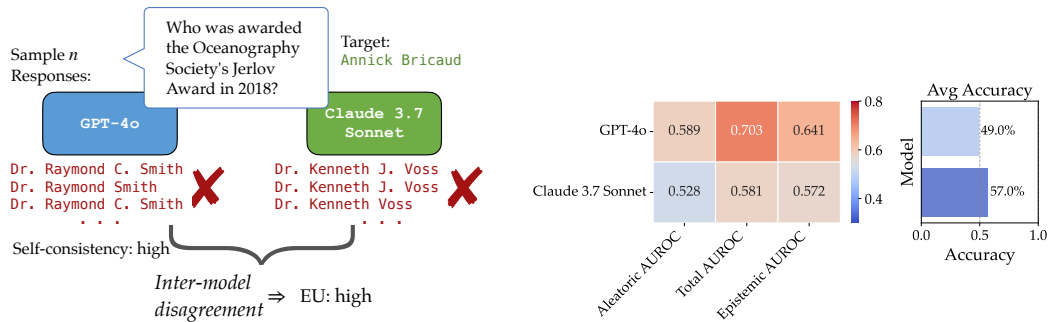 Who was awarded
the Oceanography
Society's Jerlov
Award in 2018?
Sample n
Responses:
Target:
Annick Bricaud
GPT-4o
Claude 3.7
Sonnet
Dr. Raymond C. Smith
Dr. Raymond Smith
Dr. Raymond C. Smith
. . .
Dr. Kenneth J. Voss
Dr. Kenneth J. Voss
Dr. Kenneth Voss
. . .
Self-consistency: high
Inter-model
disagreement
⇒ EU: high
GPT-4o
0.589 0.703 0.641
Claude 3.7 Sonnet
0.528 0.581 0.572
Aleatoric AUROC
Total AUROC
Epistemic AUROC
0.8
0.6
0.4
Avg Accuracy
Model
49.0%
57.0%
0.0 0.5 1.0
Accuracy